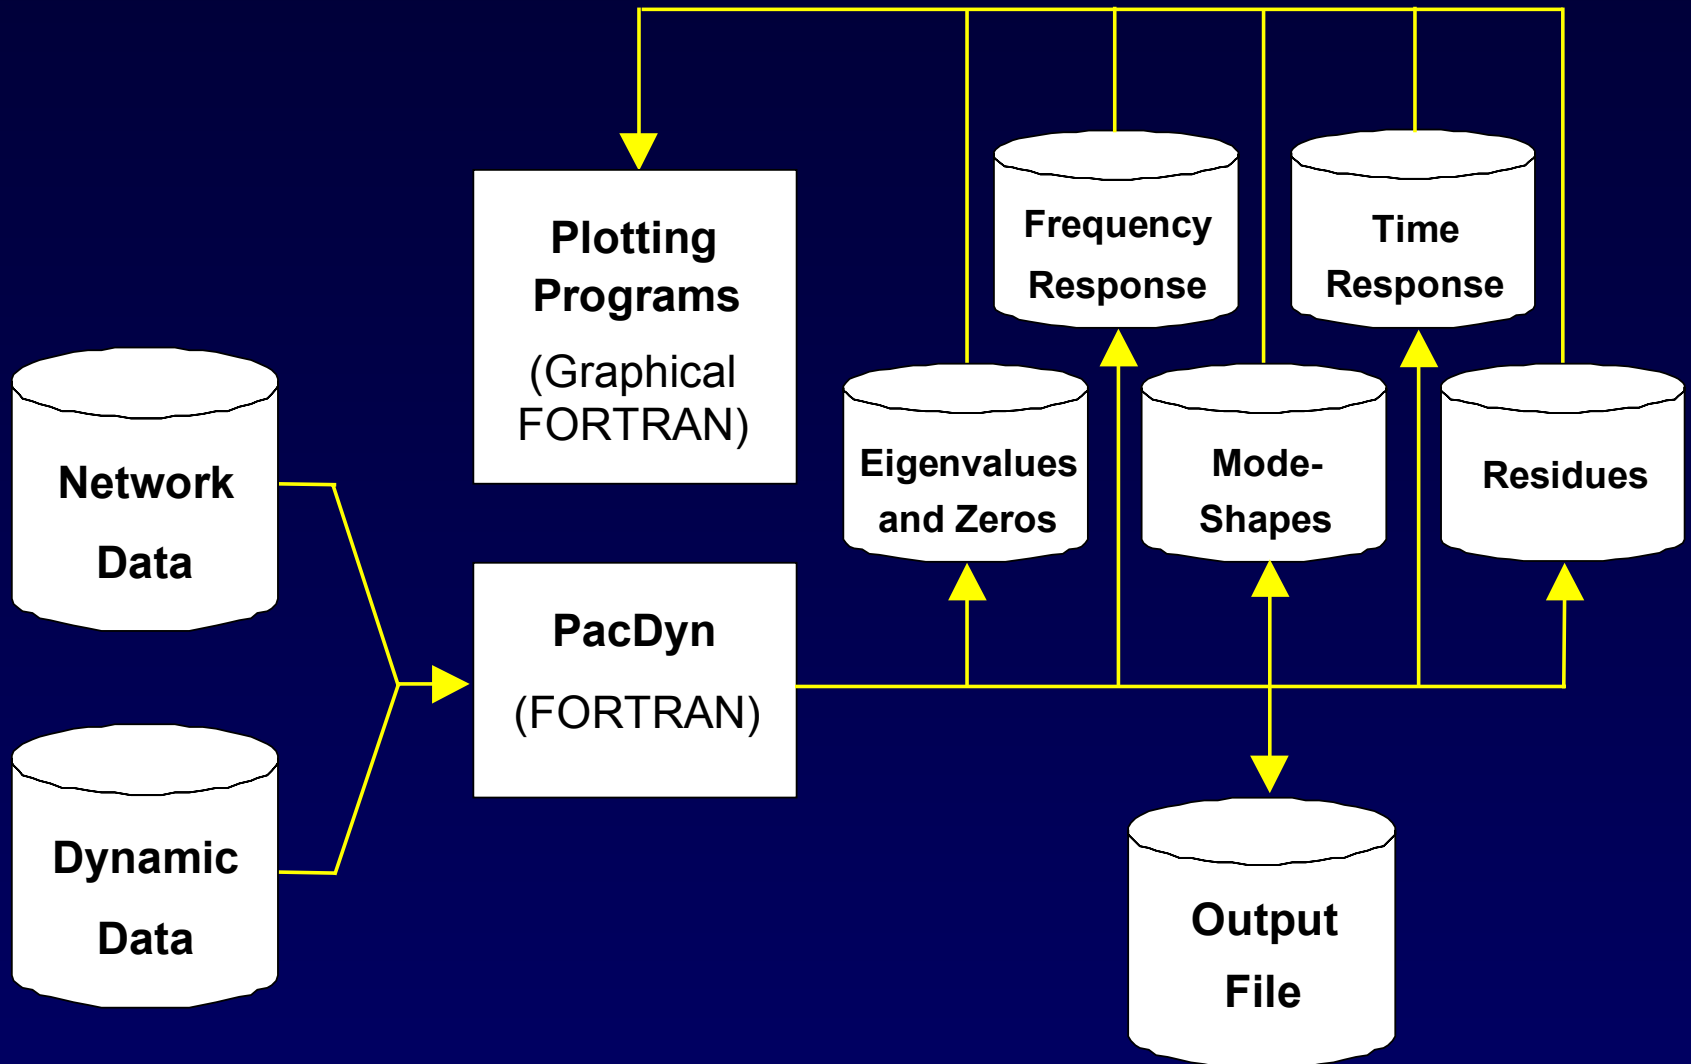 Plotting
Programs
(Graphical
FORTRAN)
Frequency
Response
Time
Response
Network
Data
Eigenvalues
and Zeros
Mode-
Shapes
Residues
PacDyn
(FORTRAN)
Dynamic
Data
Output
File